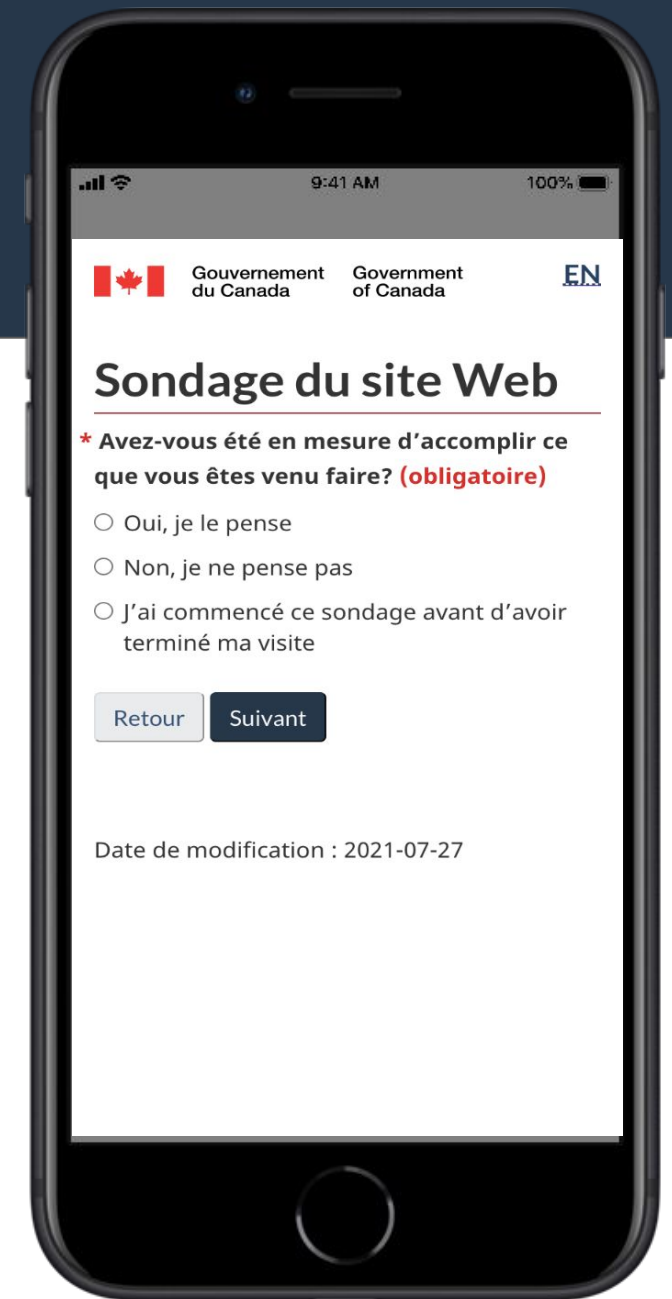 9:41 AM 100%
Gouvernement Government EN
du Canada of Canada
Sondage du site Web
* Avez-vous été en mesure d’accomplir ce
que vous êtes venu faire? (obligatoire)
Oui, je le pense
Non, je ne pense pas
J’ai commencé ce sondage avant d’avoir
terminé ma visite
Retour Suivant
Date de modification : 2021-07-27